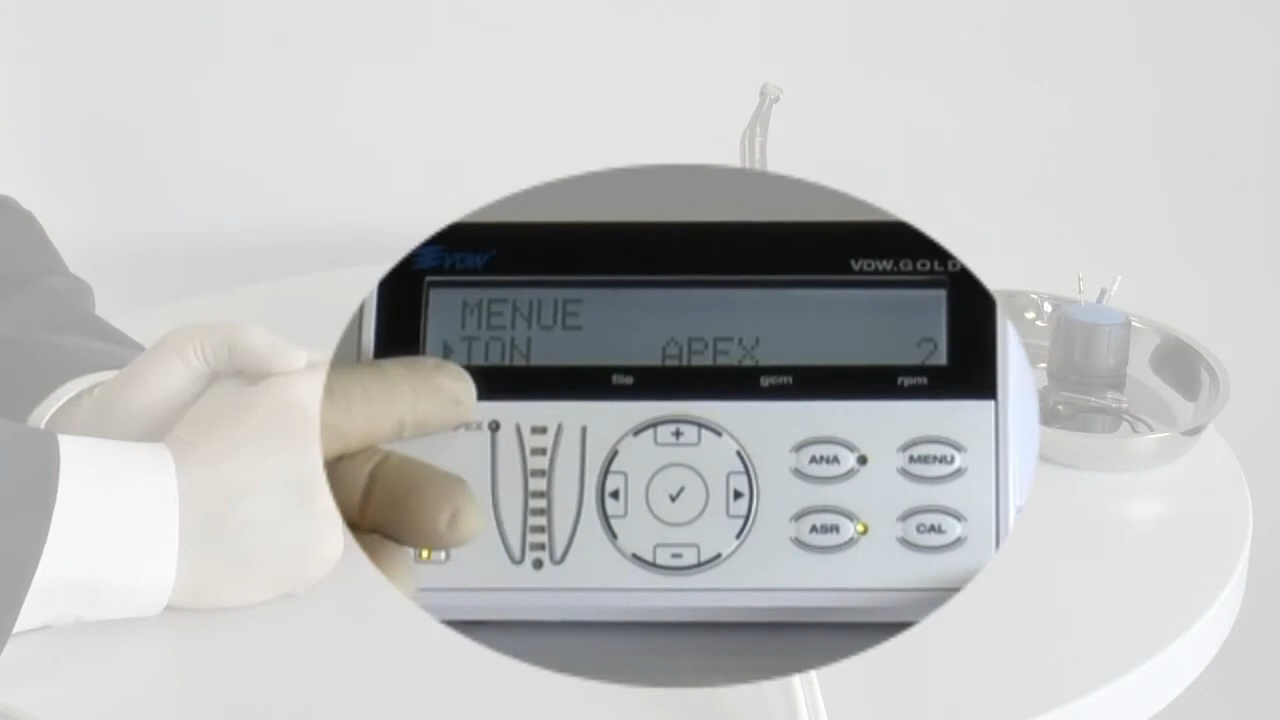 VDW
VDW.GOLD
MENUE
TON APEX 2
file gcm rpm
+
ANA MENU
ASR CAL
-